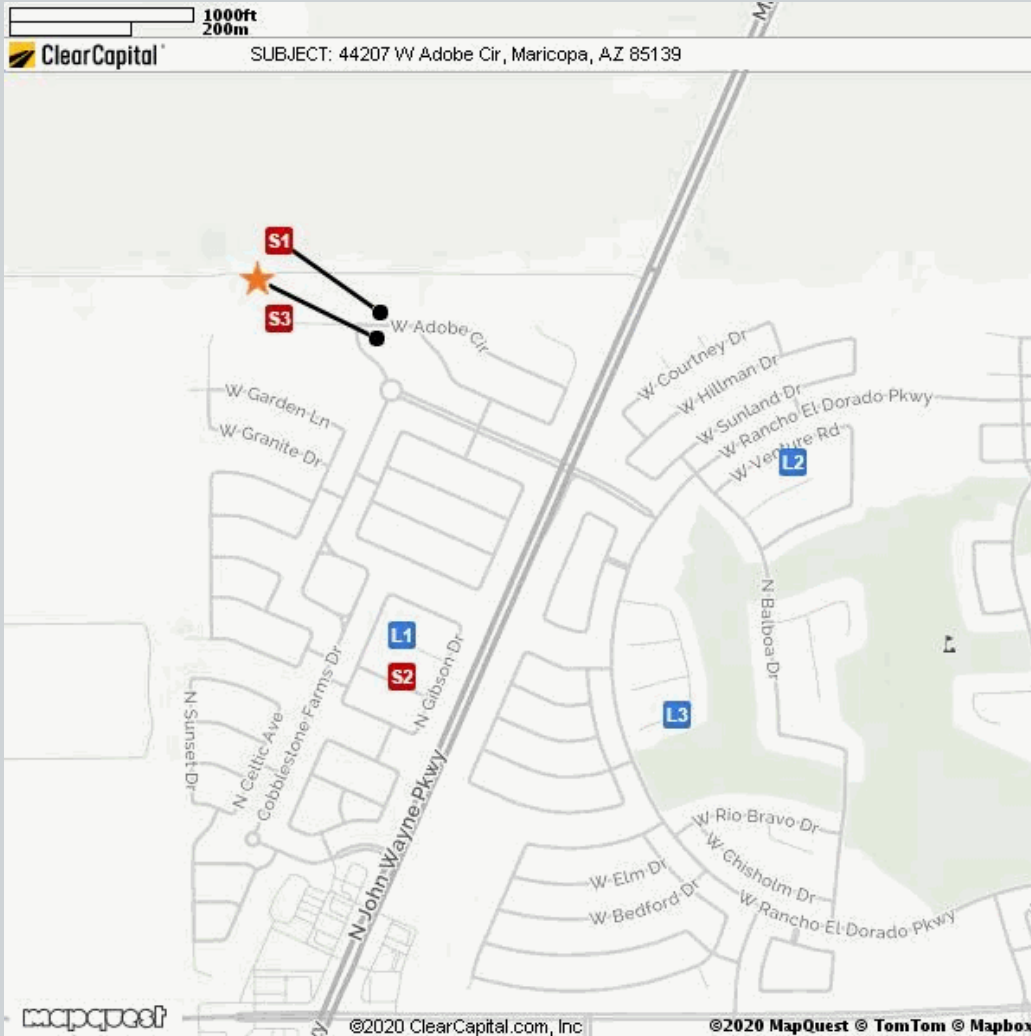 1000ft
200m
ClearCapital
SUBJECT: 44207 W Adobe Cir, Maricopa, AZ 85139
S1
S3
W Adobe Cir
W Courtney Dr
W Hillman Dr
W Sunland Dr
W Rancho El Dorado Pkwy
W Venture Rd
L2
W Garden Ln
W Granite Dr
N Balboa Dr
L1
S2
N Gibson Dr
L3
N Sunset Dr
N Celtic Ave
Cobblestone Farms Dr
N John Wayne Pkwy
W Rio Bravo Dr
W Chisholm Dr
W Elm Dr
W Bedford Dr
W Rancho El Dorado Pkwy
mapquest
©2020 ClearCapital.com, Inc
©2020 MapQuest © TomTom © Mapbox